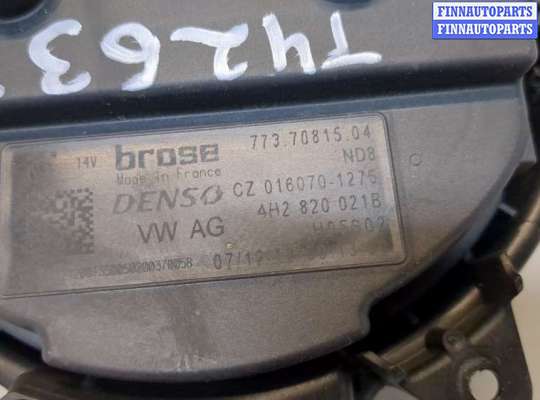 FINNAUTOPARTS
FINNAUTOPARTS
T4263
14V brose 773.70815.04
Made in France ND8
DENSO CZ 016070-1275
4H2 820 021B
VW AG